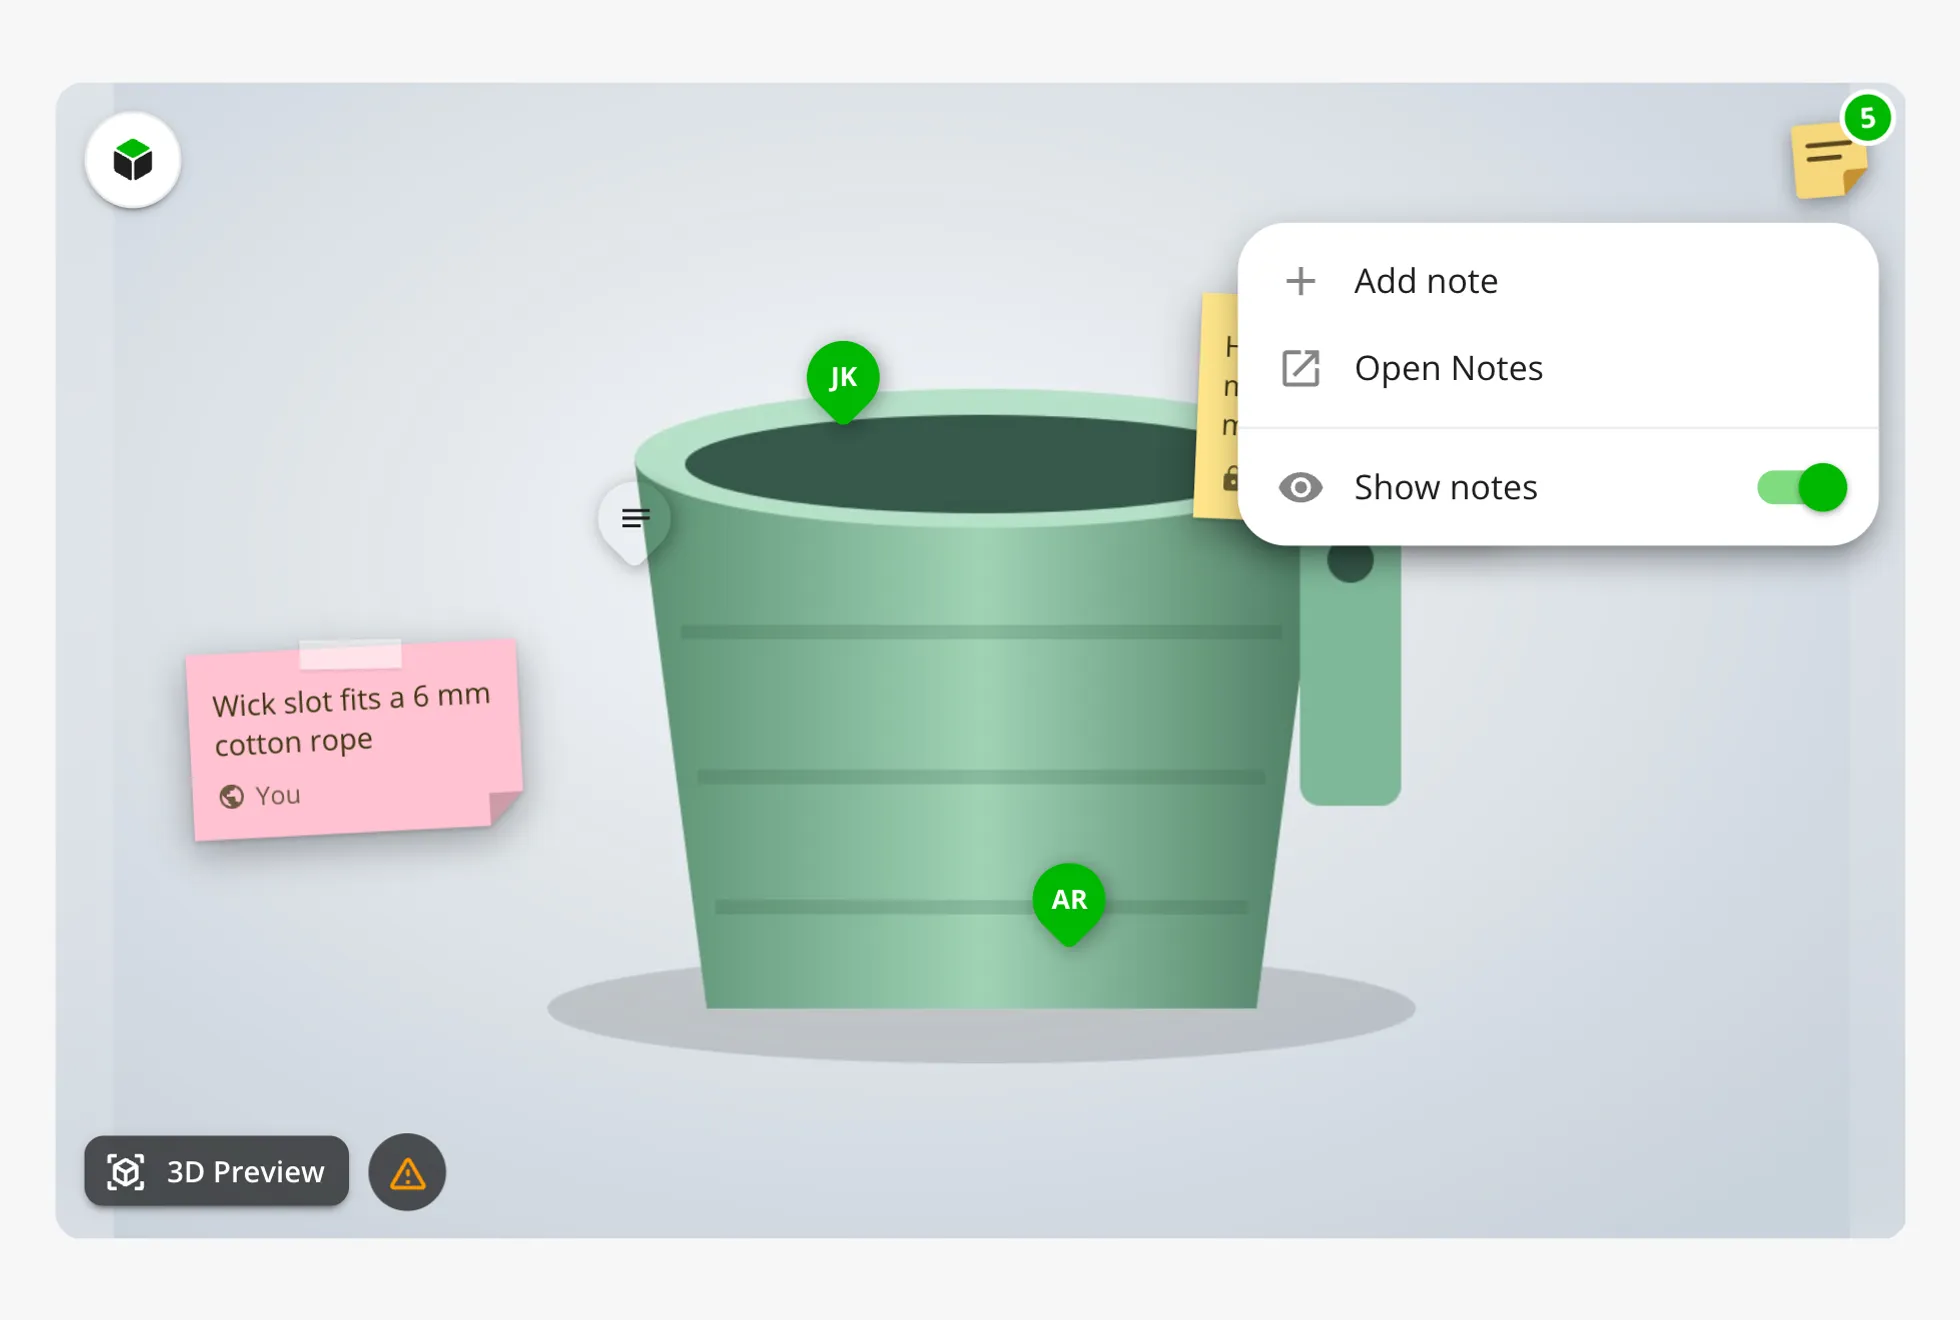 5
Add note
Open Notes
Show notes
JK
Wick slot fits a 6 mm
cotton rope
You
AR
3D Preview